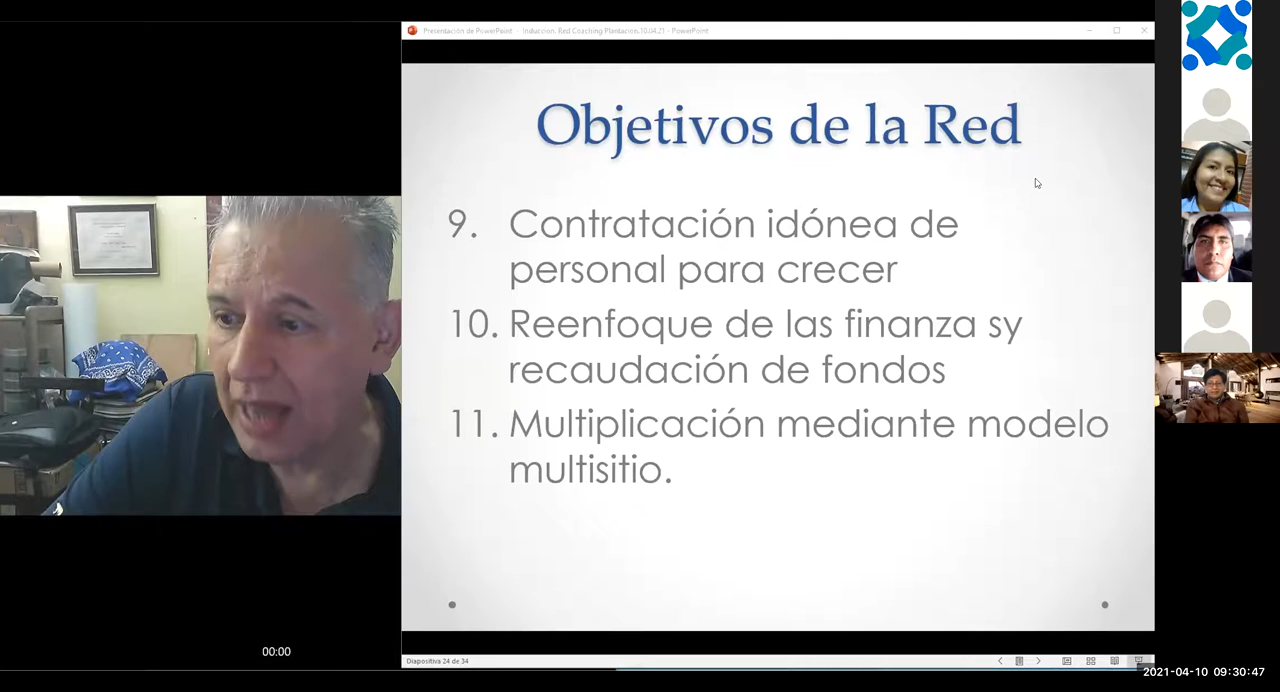 Presentación de PowerPoint - Induccion. Red Coaching Plantacion.10.04.21 - PowerPoint
Objetivos de la Red
9. Contratación idónea de
personal para crecer
10. Reenfoque de las finanza sy
recaudación de fondos
11. Multiplicación mediante modelo
multisitio.
00:00
Diapositiva 24 de 34
2021-04-10 09:30:47